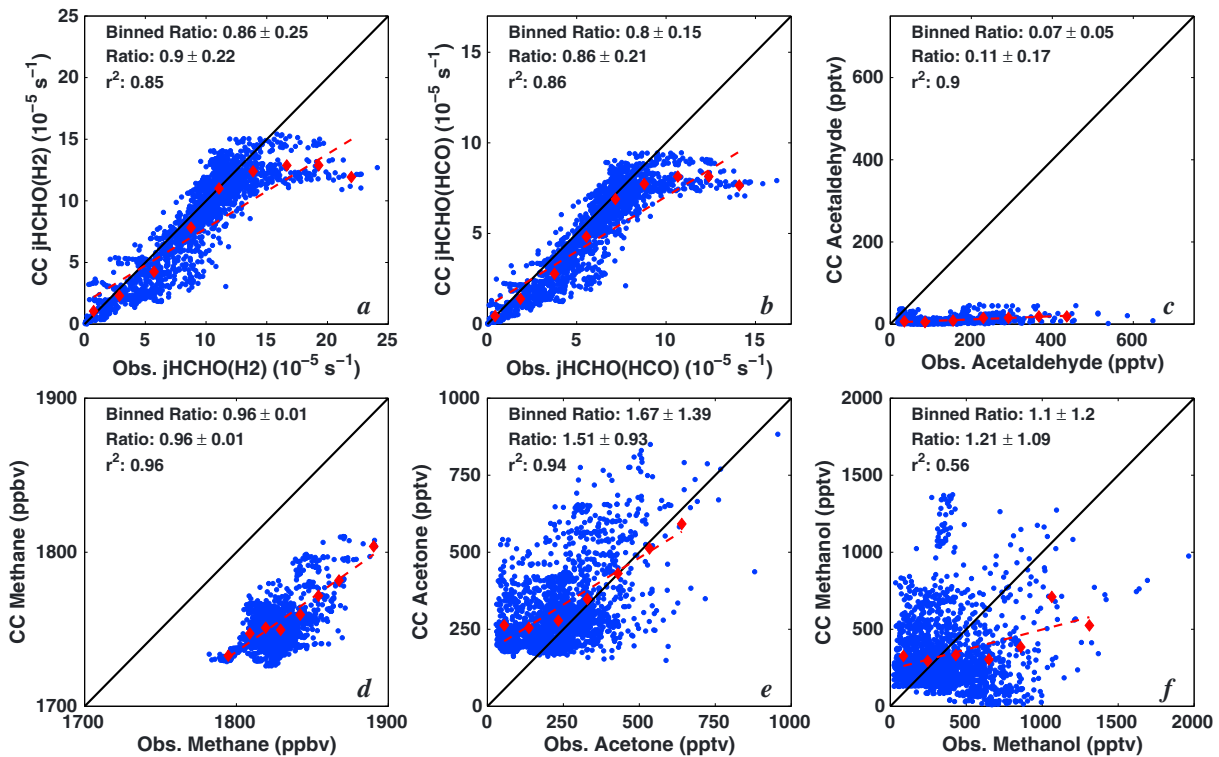 Binned Ratio: 0.86 ± 0.25
Ratio: 0.9 ± 0.22
r²: 0.85
CC jHCHO(H2) (10⁻⁵ s⁻¹)
25
20
15
10
5
0
0 5 10 15 20 25
Obs. jHCHO(H2) (10⁻⁵ s⁻¹)
a
Binned Ratio: 0.8 ± 0.15
Ratio: 0.86 ± 0.21
r²: 0.86
CC jHCHO(HCO) (10⁻⁵ s⁻¹)
15
10
5
0
0 5 10 15
Obs. jHCHO(HCO) (10⁻⁵ s⁻¹)
b
Binned Ratio: 0.07 ± 0.05
Ratio: 0.11 ± 0.17
r²: 0.9
CC Acetaldehyde (pptv)
600
400
200
0
0 200 400 600
Obs. Acetaldehyde (pptv)
c
Binned Ratio: 0.96 ± 0.01
Ratio: 0.96 ± 0.01
r²: 0.96
CC Methane (ppbv)
1900
1800
1700
1700 1800 1900
Obs. Methane (ppbv)
d
Binned Ratio: 1.67 ± 1.39
Ratio: 1.51 ± 0.93
r²: 0.94
CC Acetone (pptv)
1000
750
500
250
0
0 250 500 750 1000
Obs. Acetone (pptv)
e
Binned Ratio: 1.1 ± 1.2
Ratio: 1.21 ± 1.09
r²: 0.56
CC Methanol (pptv)
2000
1500
1000
500
0
0 500 1000 1500 2000
Obs. Methanol (pptv)
f